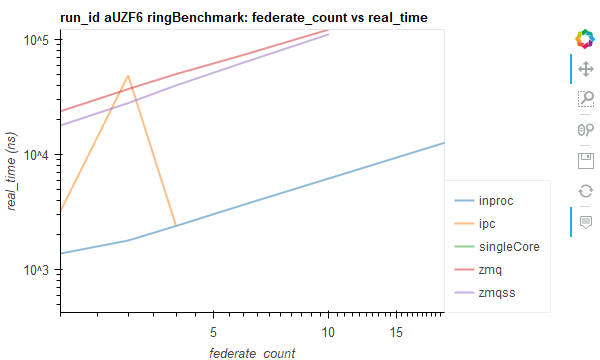 run_id aUZF6 ringBenchmark: federate_count vs real_time
real_time (ns)
10^5
10^4
10^3
5
10
15
federate_count
inproc
ipc
singleCore
zmq
zmqss